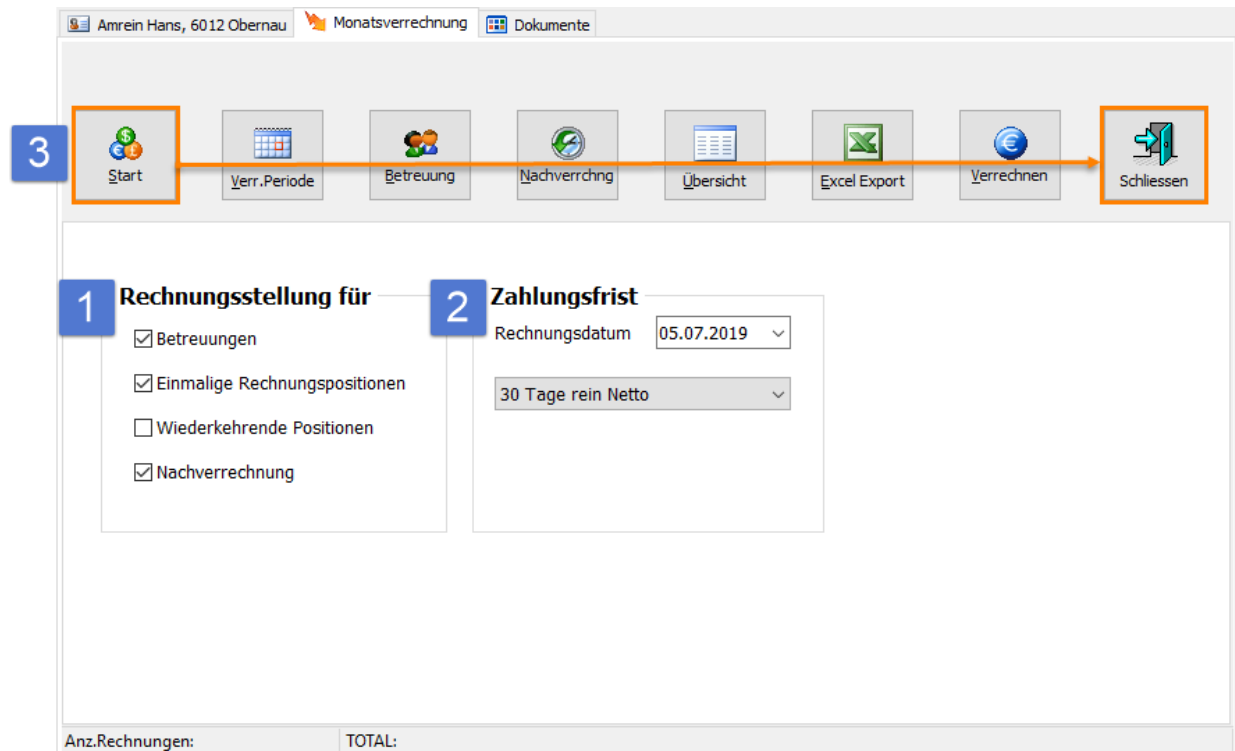 Amrein Hans, 6012 Obernau Monatsverrechnung Dokumente
3
Start Verr.Periode Betreuung Nachverrchng Übersicht Excel Export Verrechnen Schliessen
1 Rechnungsstellung für
Betreuungen
Einmalige Rechnungspositionen
Wiederkehrende Positionen
Nachverrechnung
2 Zahlungsfrist
Rechnungsdatum 05.07.2019
30 Tage rein Netto
Anz.Rechnungen: TOTAL: